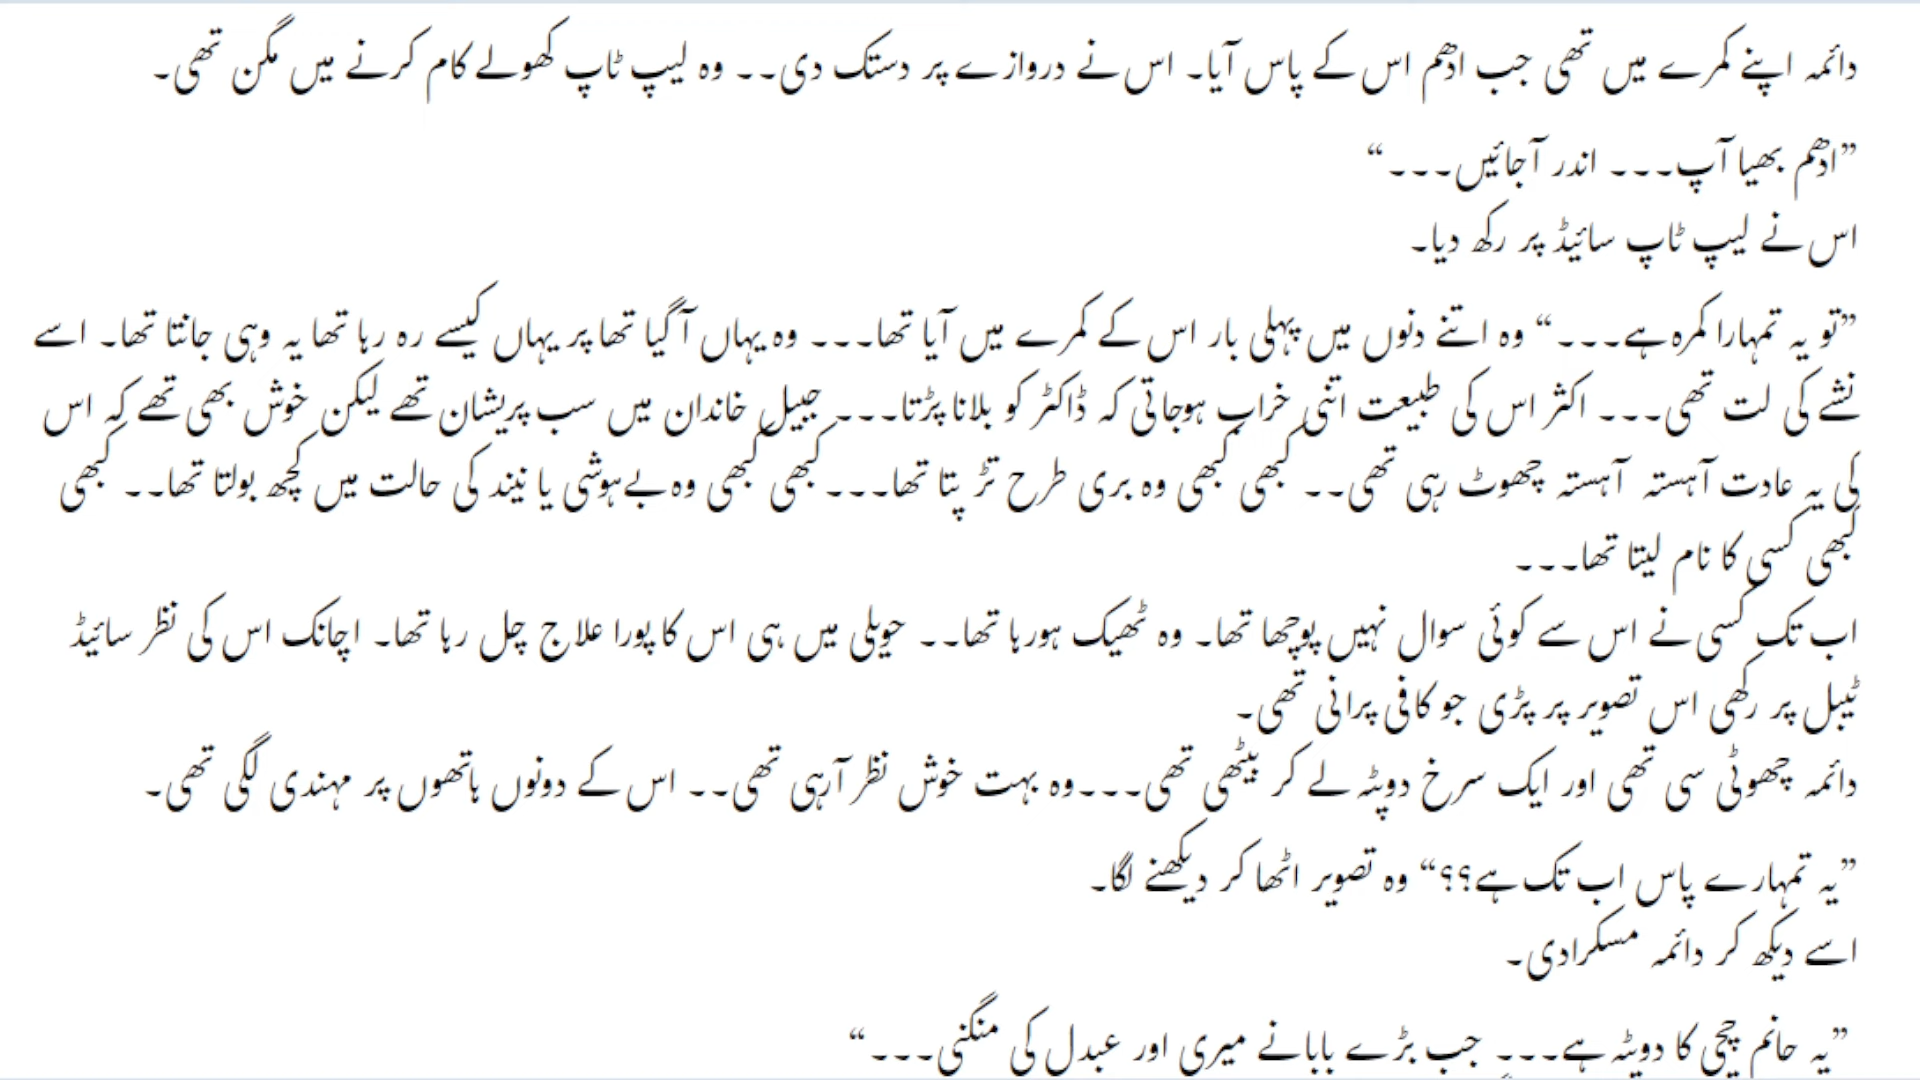 دائمہ اپنے کمرے میں تھی جب ادھم اس کے پاس آیا۔ اس نے دروازے پر دستک دی۔۔ وہ لیپ ٹاپ کھولے کام کرنے میں مگن تھی۔
”ادھم بھیا آپ۔۔۔ اندر آجائیں۔۔۔“
اس نے لیپ ٹاپ سائیڈ پر رکھ دیا۔
”تو یہ تمہارا کمرہ ہے۔۔۔“ وہ اتنے دنوں میں پہلی بار اس کے کمرے میں آیا تھا۔۔۔ وہ یہاں آگیا تھا پر یہاں کیسے رہ رہا تھا یہ وہی جانتا تھا۔ اسے
نشے کی لت تھی۔۔۔ اکثر اس کی طبیعت اتنی خراب ہوجاتی کہ ڈاکٹر کو بلانا پڑتا۔۔۔ جبیل خاندان میں سب پریشان تھے لیکن خوش بھی تھے کہ اس
کی یہ عادت آہستہ آہستہ چھوٹ رہی تھی۔۔ کبھی کبھی وہ بری طرح تڑپتا تھا۔۔۔ کبھی کبھی وہ بےہوشی یا نیند کی حالت میں کچھ بولتا تھا۔۔ کبھی
کبھی کسی کا نام لیتا تھا۔۔۔
اب تک کسی نے اس سے کوئی سوال نہیں پوچھا تھا۔ وہ ٹھیک ہورہا تھا۔۔ حویلی میں ہی اس کا پورا علاج چل رہا تھا۔ اچانک اس کی نظر سائیڈ
ٹیبل پر رکھی اس تصویر پر پڑی جو کافی پرانی تھی۔
دائمہ چھوٹی سی تھی اور ایک سرخ دوپٹہ لے کر بیٹھی تھی۔۔۔وہ بہت خوش نظر آرہی تھی۔۔ اس کے دونوں ہاتھوں پر مہندی لگی تھی۔
”یہ تمہارے پاس اب تک ہے؟؟“ وہ تصویر اٹھا کر دیکھنے لگا۔
اسے دیکھ کر دائمہ مسکرادی۔
”یہ حانم چچی کا دوپٹہ ہے۔۔۔ جب بڑے بابا نے میری اور عبدل کی منگنی۔۔۔“